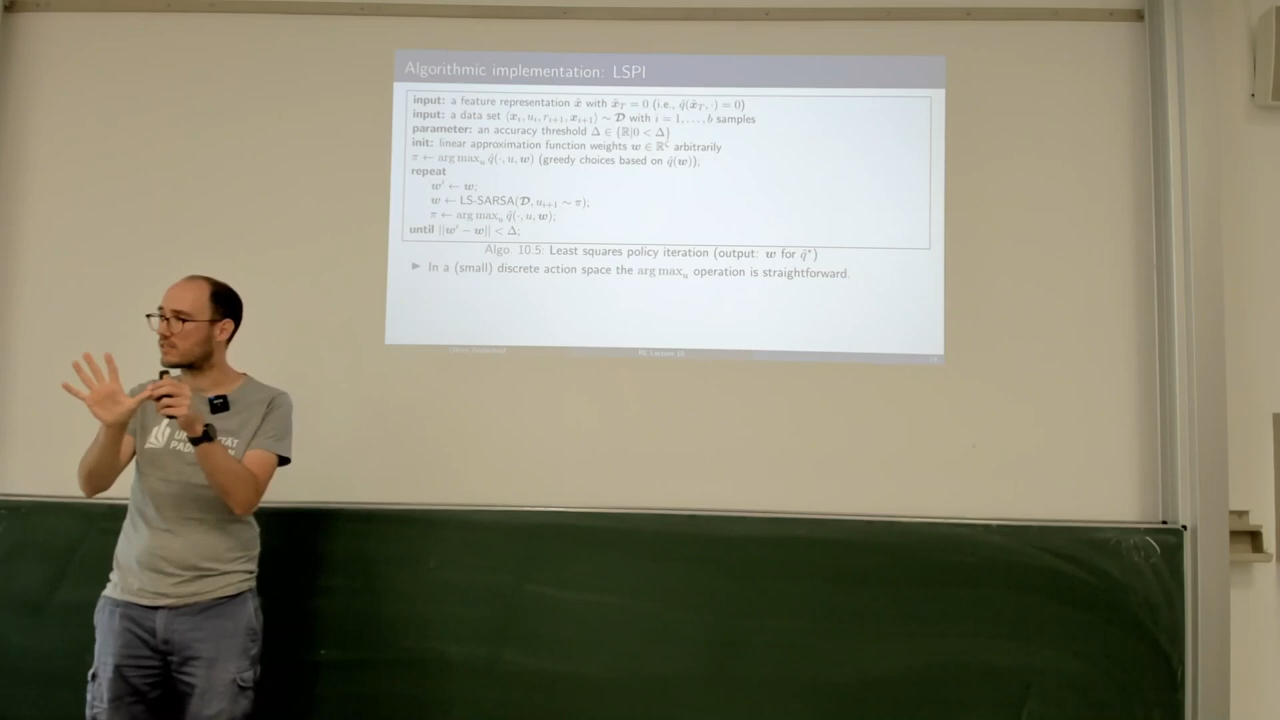 Algorithmic implementation: LSPI
input: a feature representation x̃ with x̃_T = 0 (i.e., q̂(x̃_T, ·) = 0)
input: a data set ⟨x_i, u_i, r_{i+1}, x_{i+1}⟩ ∼ D with i = 1, . . . , b samples
parameter: an accuracy threshold Δ ∈ {ℝ|0 < Δ}
init: linear approximation function weights w ∈ ℝ^ζ arbitrarily
π ← arg max_u q̂(·, u, w) (greedy choices based on q̂(w));
repeat
w′ ← w;
w ← LS-SARSA(D, u_{i+1} ∼ π);
π ← arg max_u q̂(·, u, w);
until ||w′ − w|| < Δ;
Algo. 10.5: Least squares policy iteration (output: w for q̂*)
▶ In a (small) discrete action space the arg max_u operation is straightforward.
RL Lecture 10